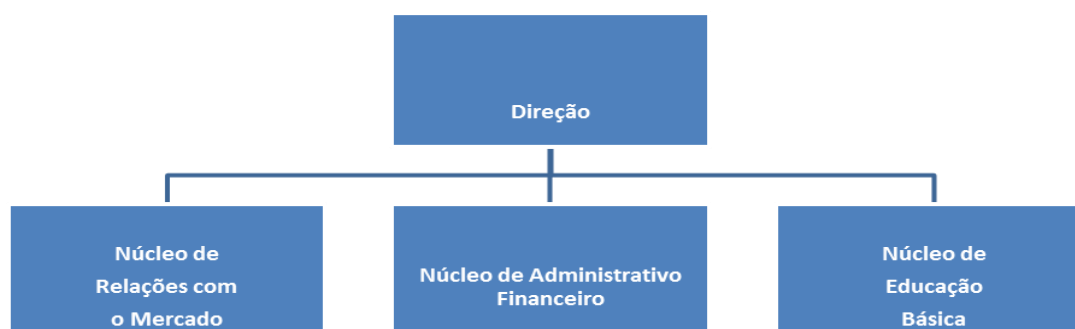 Direção
Núcleo de
Relações com
o Mercado
Núcleo de Administrativo
Financeiro
Núcleo de
Educação
Básica